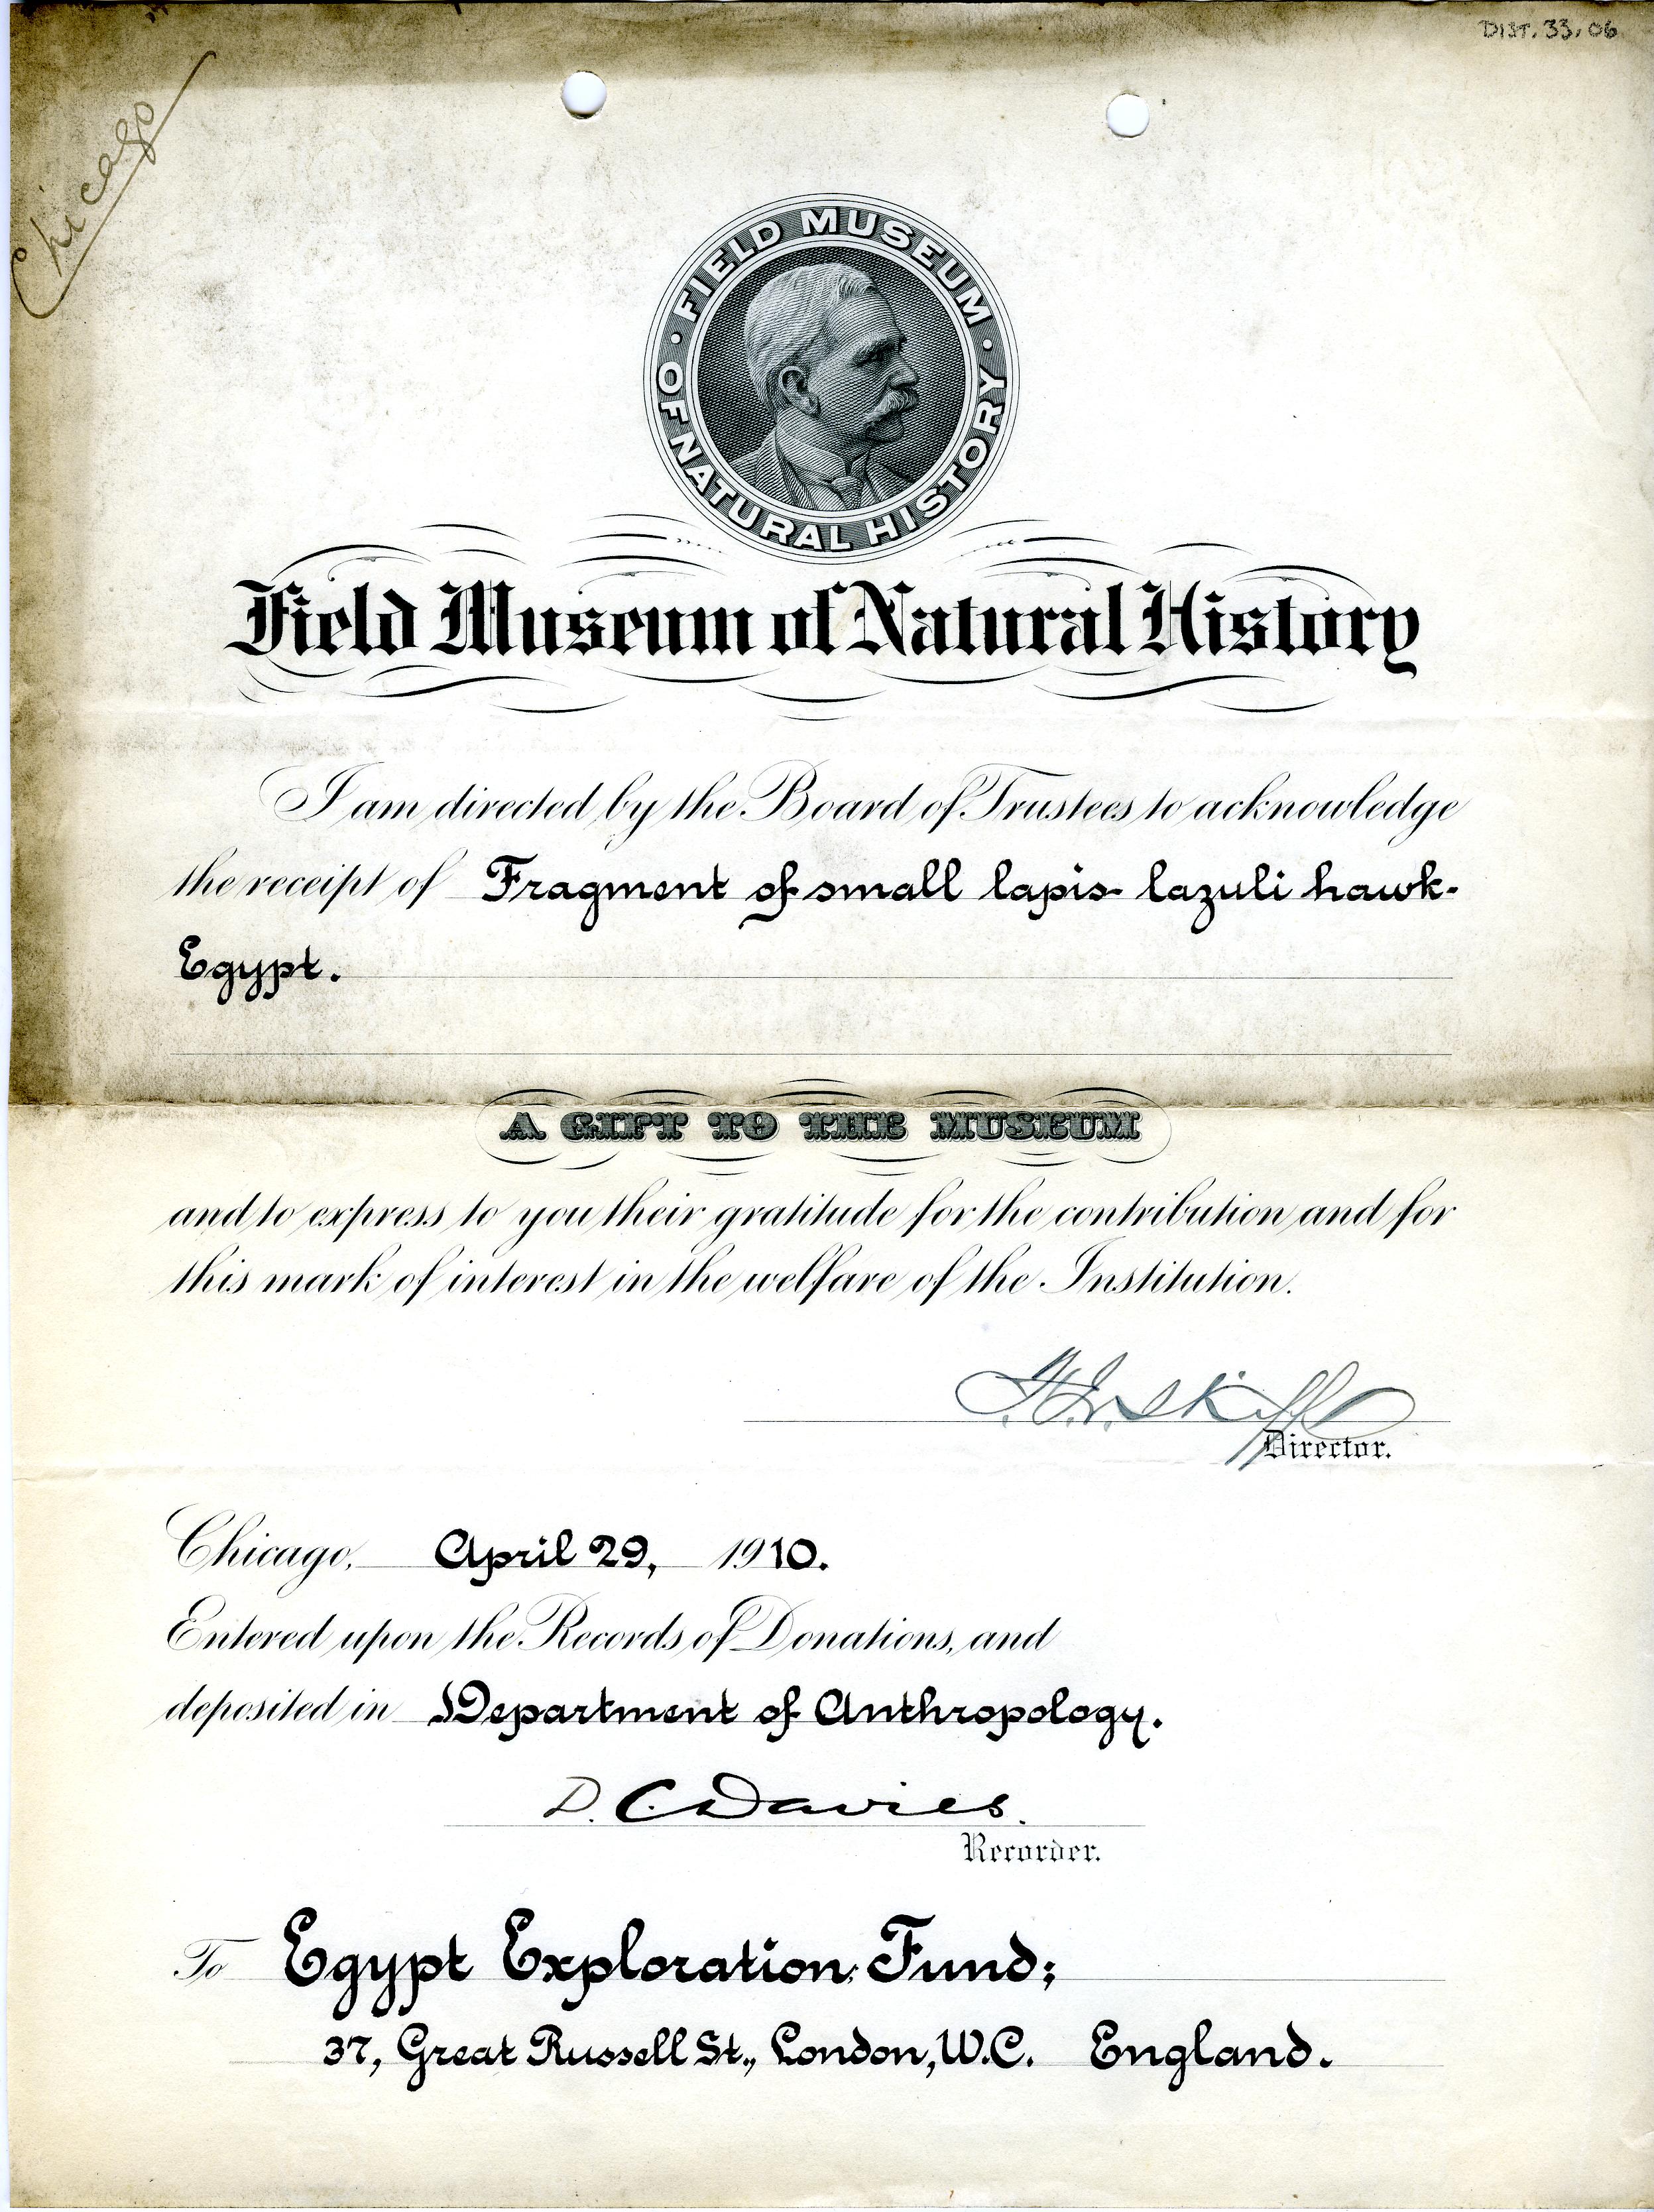 DIST. 33.06
Chicago
FIELD MUSEUM
OF NATURAL HISTORY
Field Museum of Natural History
I am directed by the Board of Trustees to acknowledge
the receipt of Fragment of small lapis-lazuli hawk-
Egypt.
A GIFT TO THE MUSEUM
and to express to you their gratitude for the contribution and for
this mark of interest in the welfare of the Institution.
F.J.V. Skiff
Director.
Chicago, April 29, 1910.
Entered upon the Records of Donations, and
deposited in Department of Anthropology.
D. C. Davies.
Recorder.
To Egypt Exploration Fund;
37, Great Russell St., London, W.C. England.